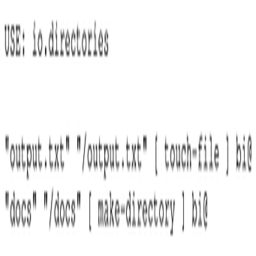 USE: io.directories
"output.txt" "/output.txt" [ touch-file ] bi@
"docs" "/docs" [ make-directory ] bi@